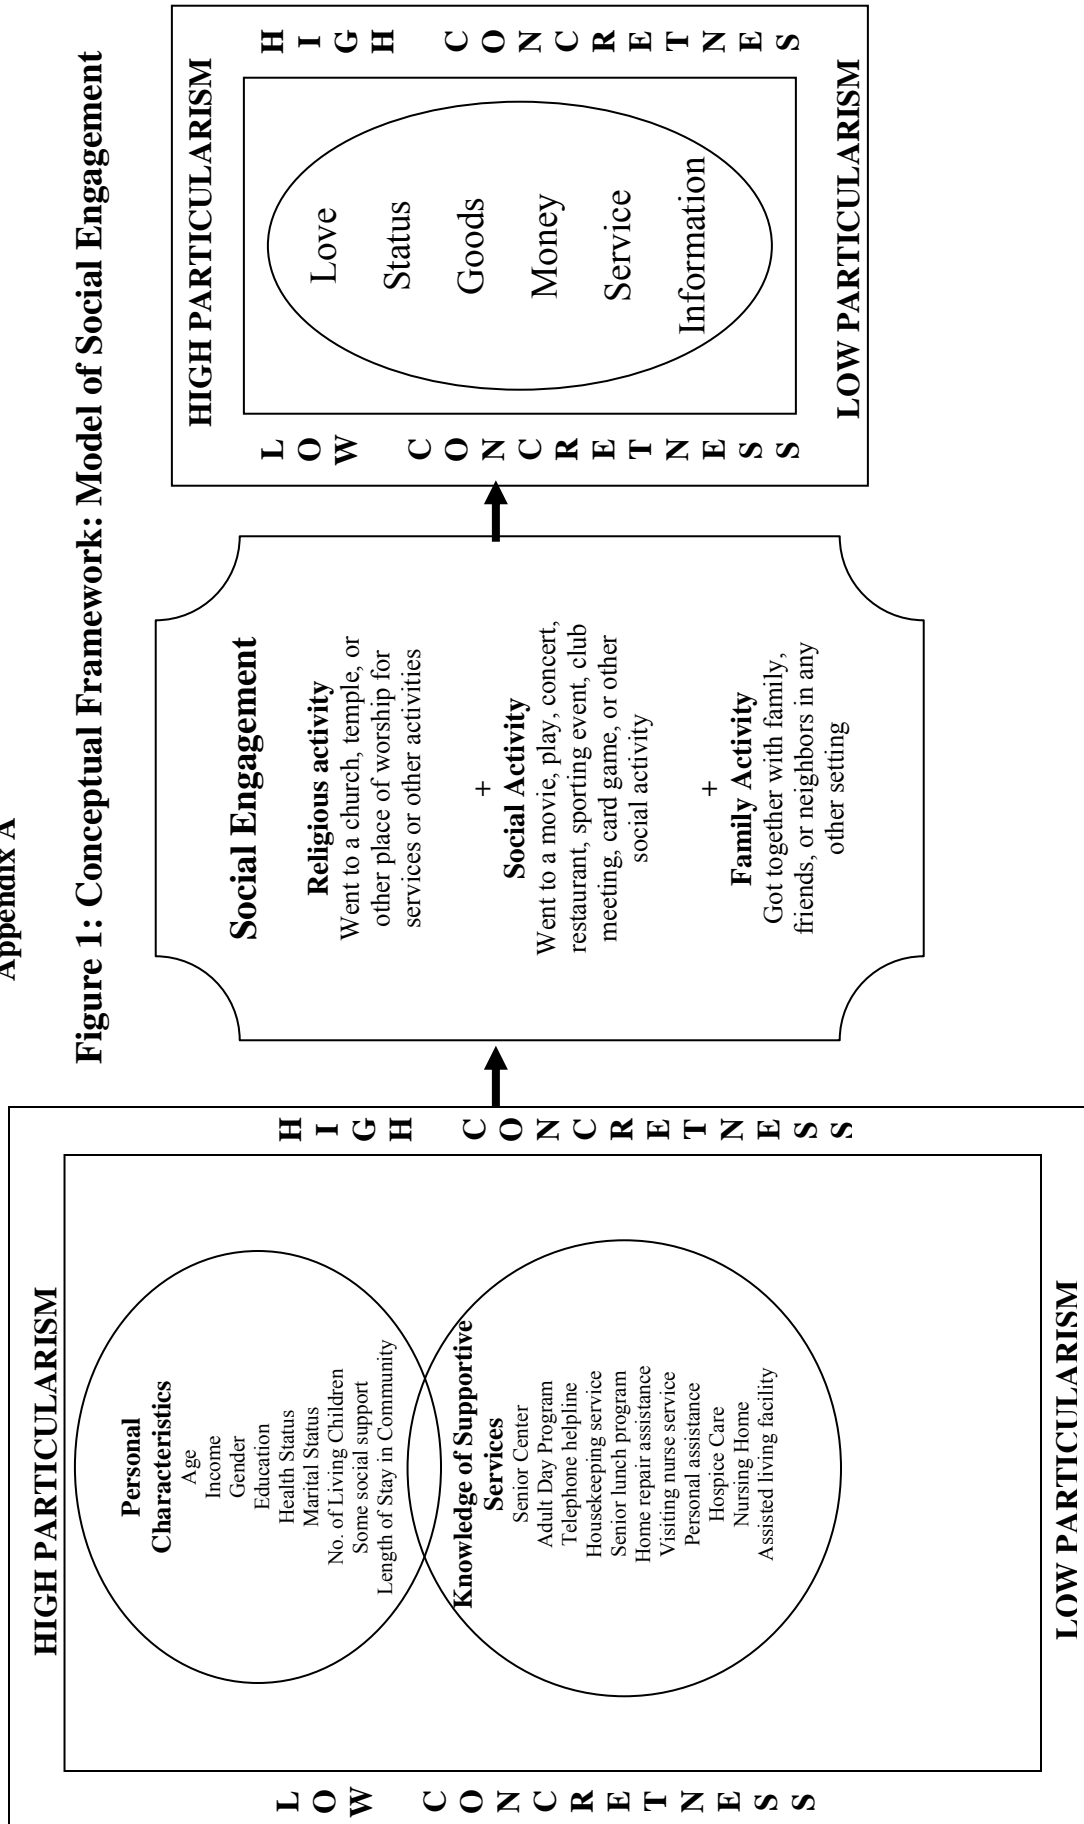 Appendix A
Figure 1: Conceptual Framework: Model of Social Engagement
HIGH PARTICULARISM
LOW CONCRETNESS
Personal
Characteristics
Age
Income
Gender
Education
Health Status
Marital Status
No. of Living Children
Some social support
Length of Stay in Community
Knowledge of Supportive
Services
Senior Center
Adult Day Program
Telephone helpline
Housekeeping service
Senior lunch program
Home repair assistance
Visiting nurse service
Personal assistance
Hospice Care
Nursing Home
Assisted living facility
HIGH CONCRETNESS
LOW PARTICULARISM
Social Engagement
Religious activity
Went to a church, temple, or
other place of worship for
services or other activities
+
Social Activity
Went to a movie, play, concert,
restaurant, sporting event, club
meeting, card game, or other
social activity
+
Family Activity
Got together with family,
friends, or neighbors in any
other setting
HIGH PARTICULARISM
LOW CONCRETNESS
Love
Status
Goods
Money
Service
Information
HIGH CONCRETNES
LOW PARTICULARISM